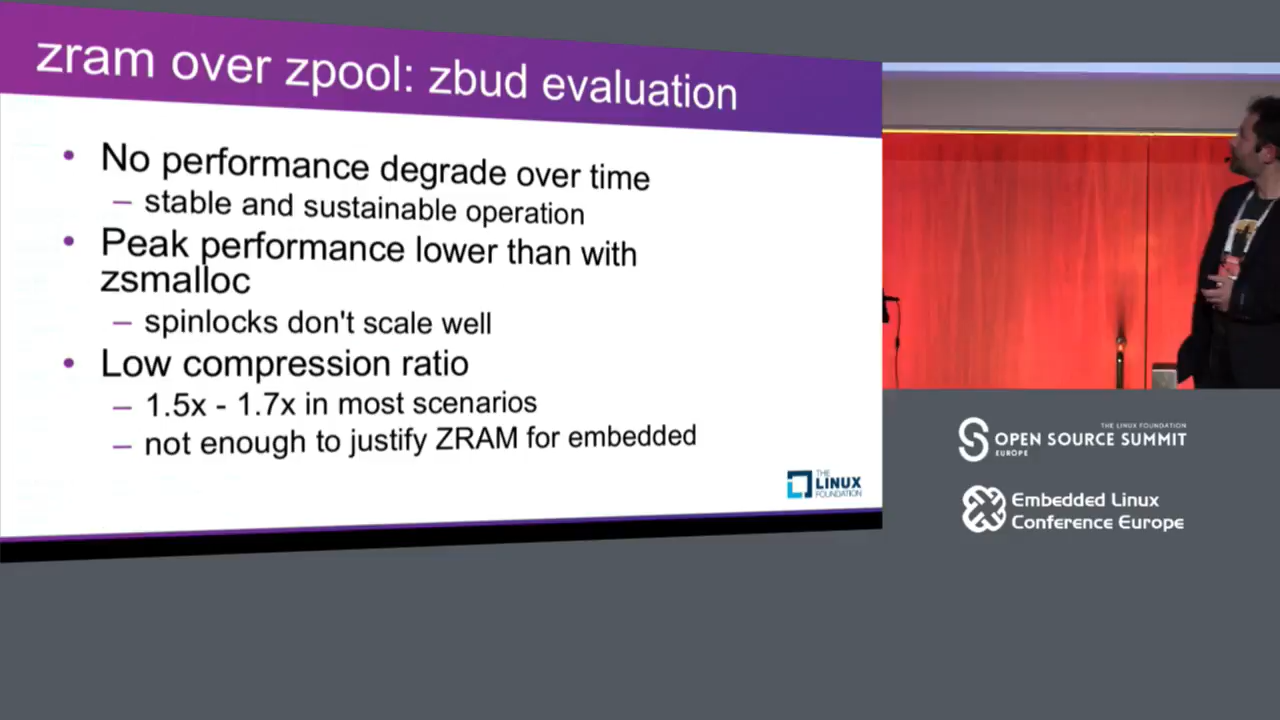 zram over zpool: zbud evaluation
• No performance degrade over time
– stable and sustainable operation
• Peak performance lower than with
zsmalloc
– spinlocks don't scale well
• Low compression ratio
– 1.5x - 1.7x in most scenarios
– not enough to justify ZRAM for embedded
THE
LINUX
FOUNDATION
THE LINUX FOUNDATION
OPEN SOURCE SUMMIT
EUROPE
Embedded Linux
Conference Europe